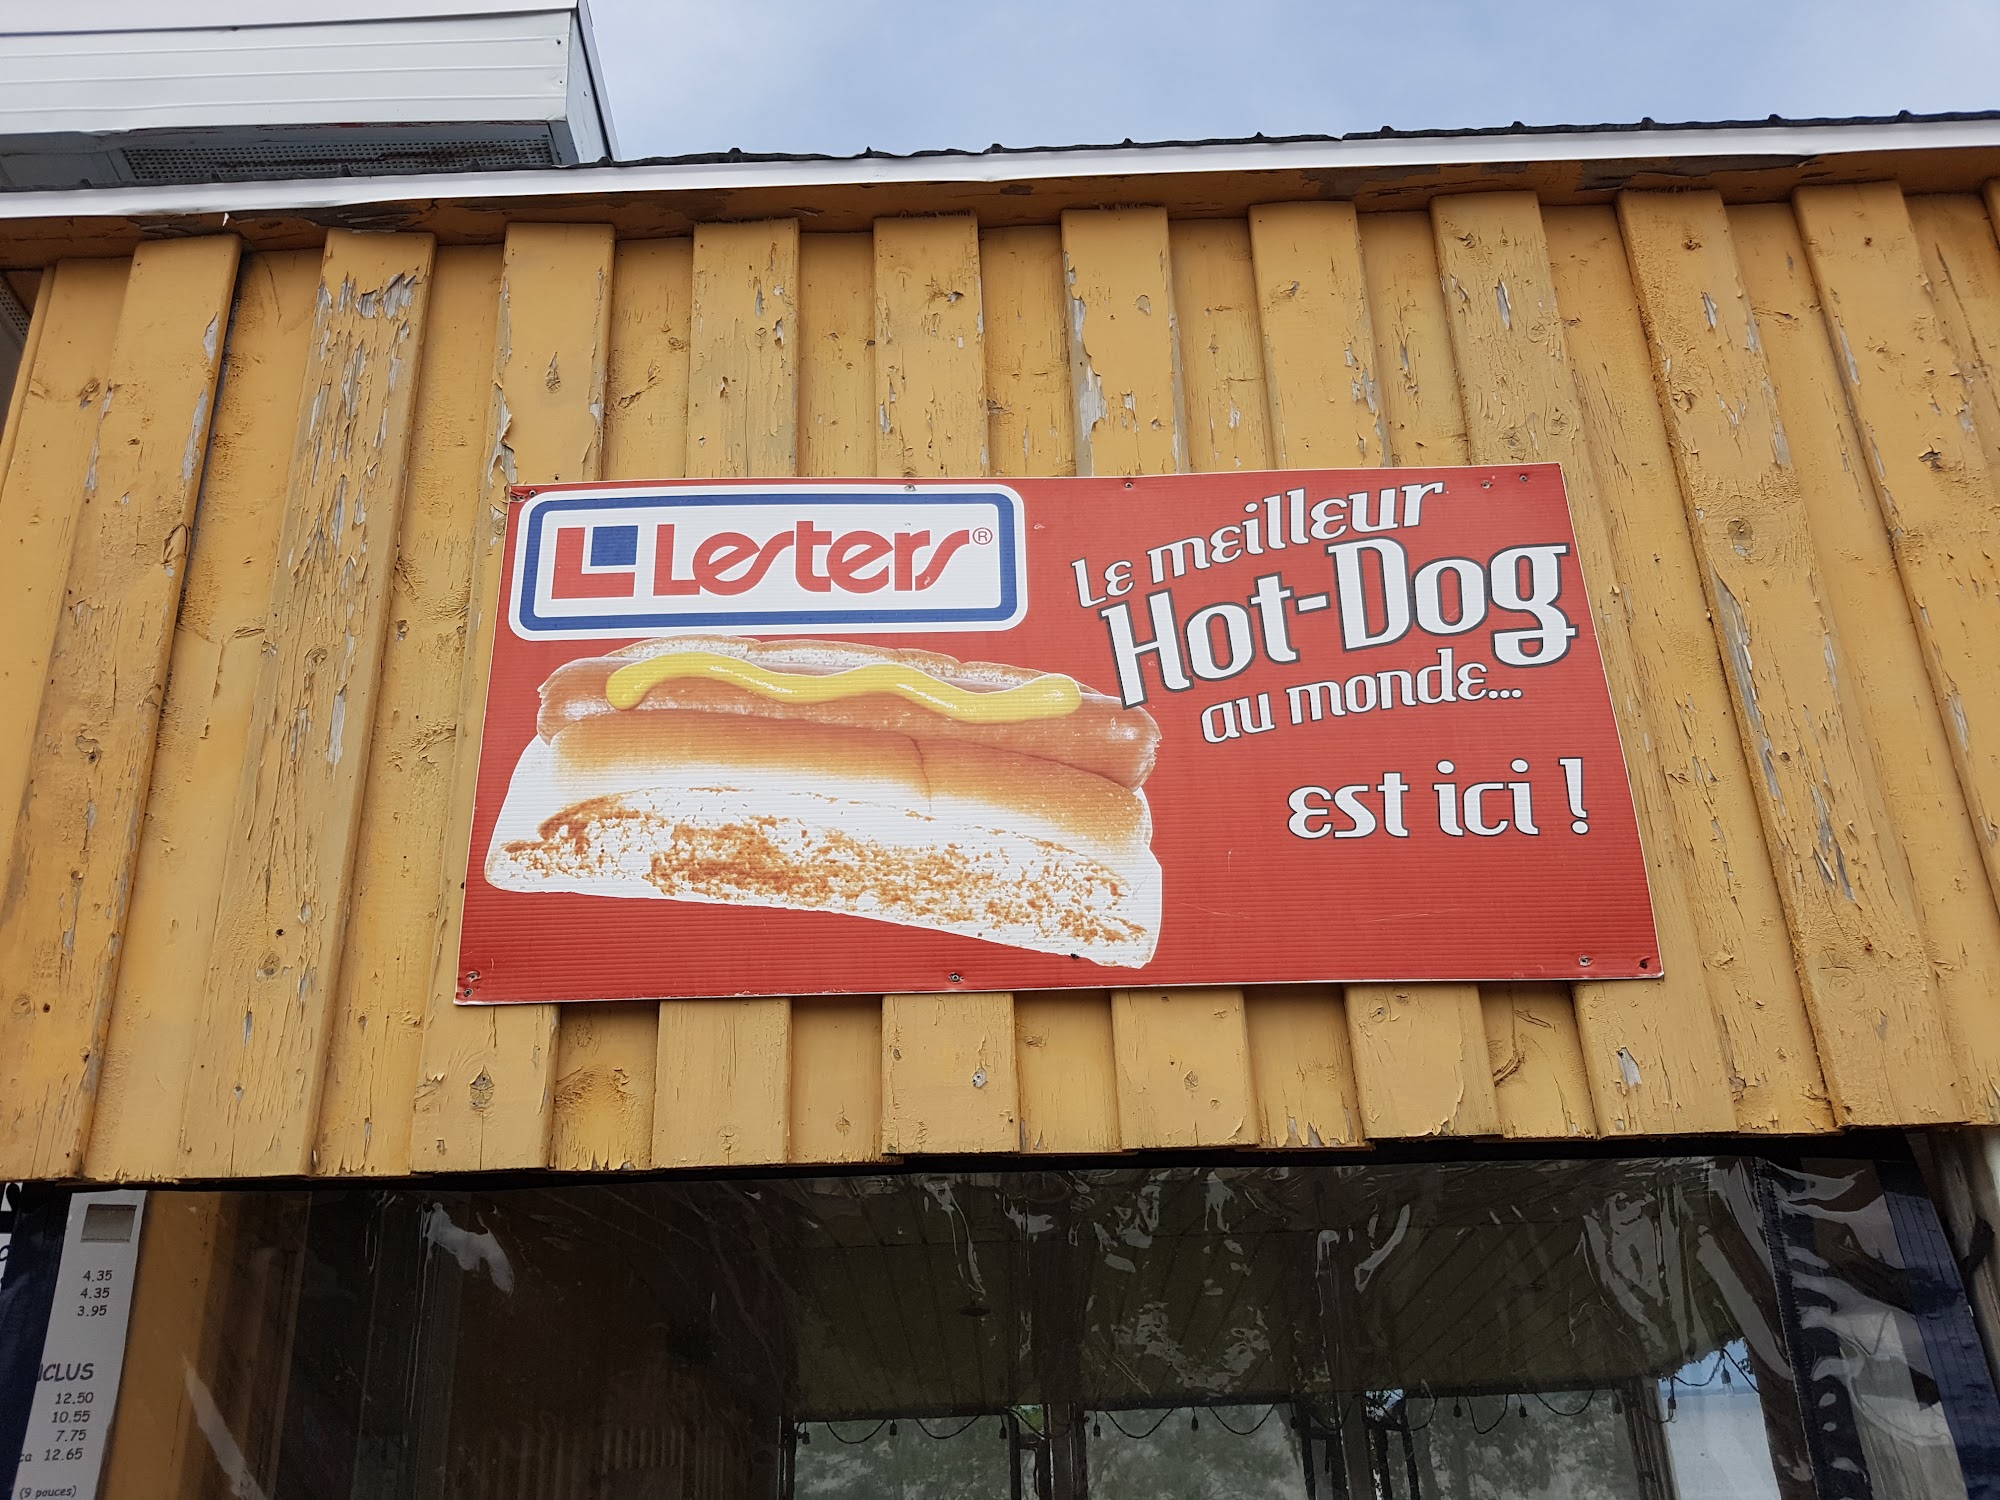 L Lesters®
Le meilleur
Hot-Dog
au monde...
est ici !
4.35
4.35
3.95
12.50
10.55
7.75
12.65
(9 pouces)